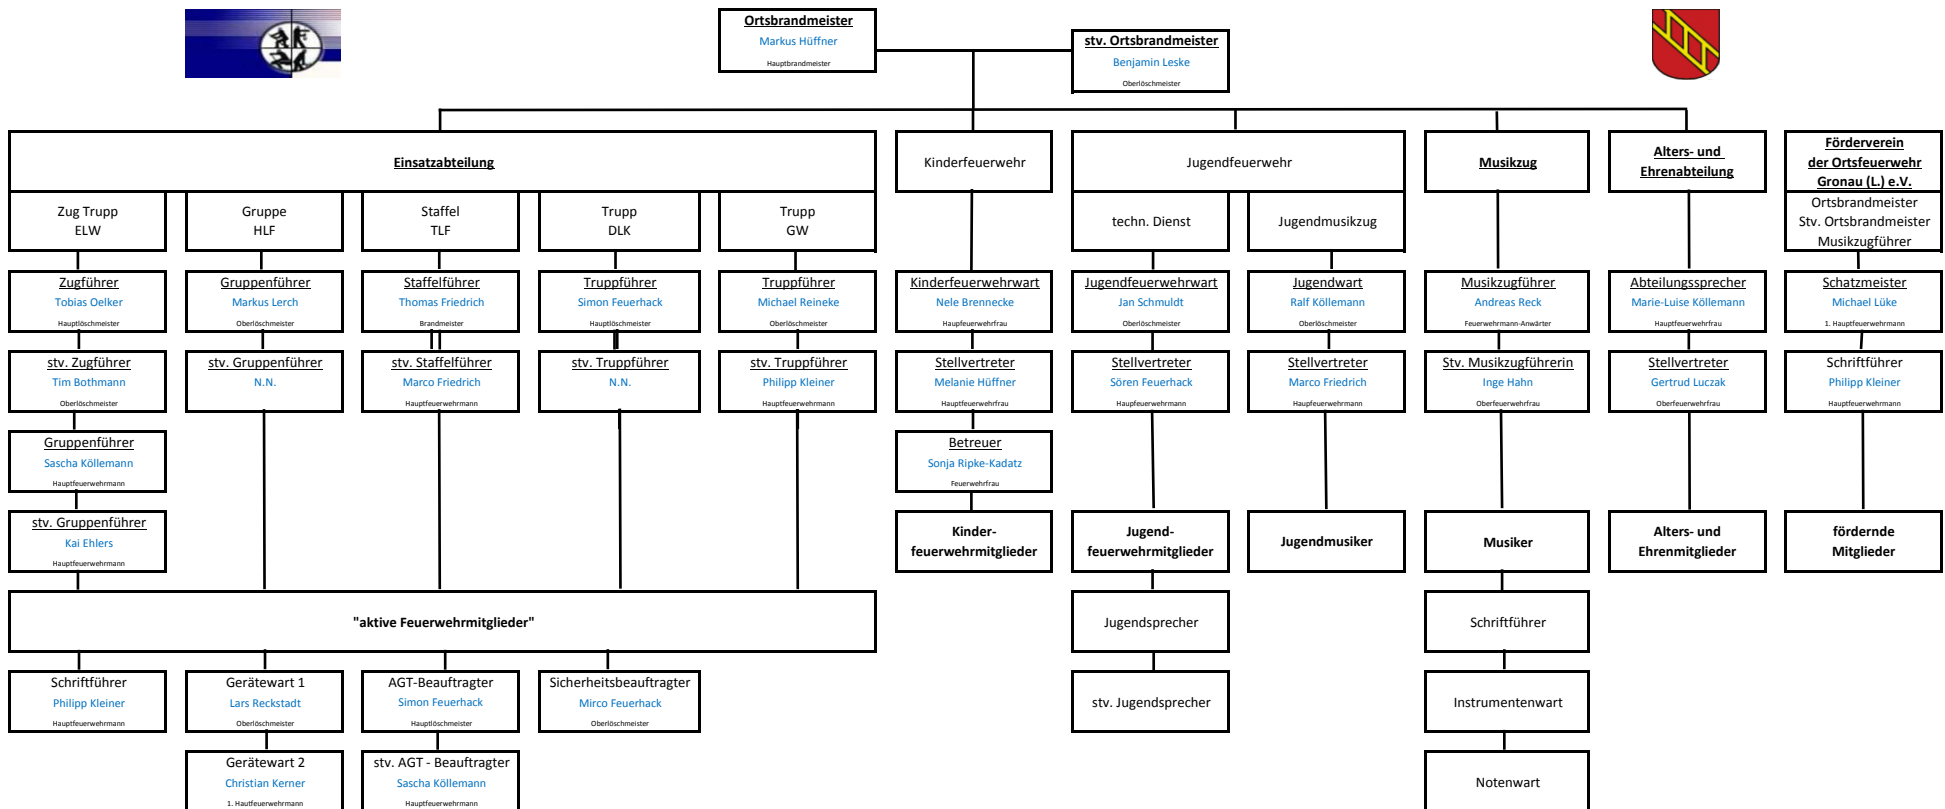 Ortsbrandmeister
Markus Hüffner
Hauptbrandmeister
stv. Ortsbrandmeister
Benjamin Leske
Oberlöschmeister
Einsatzabteilung
Kinderfeuerwehr
Jugendfeuerwehr
Musikzug
Alters- und
Ehrenabteilung
Förderverein
der Ortsfeuerwehr
Gronau (L.) e.V.
Zug Trupp
ELW
Gruppe
HLF
Staffel
TLF
Trupp
DLK
Trupp
GW
techn. Dienst
Jugendmusikzug
Ortsbrandmeister
Stv. Ortsbrandmeister
Musikzugführer
Zugführer
Tobias Oelker
Hauptlöschmeister
Gruppenführer
Markus Lerch
Oberlöschmeister
Staffelführer
Thomas Friedrich
Brandmeister
Truppführer
Simon Feuerhack
Hauptlöschmeister
Truppführer
Michael Reineke
Oberlöschmeister
Kinderfeuerwehrwart
Nele Brennecke
Haupfeuerwehrfrau
Jugendfeuerwehrwart
Jan Schmuldt
Oberlöschmeister
Jugendwart
Ralf Köllemann
Oberlöschmeister
Musikzugführer
Andreas Reck
Feuerwehrmann-Anwärter
Abteilungssprecher
Marie-Luise Köllemann
Hauptfeuerwehrfrau
Schatzmeister
Michael Lüke
1. Hauptfeuerwehrmann
stv. Zugführer
Tim Bothmann
Oberlöschmeister
stv. Gruppenführer
N.N.
stv. Staffelführer
Marco Friedrich
Hauptfeuerwehrmann
stv. Truppführer
N.N.
stv. Truppführer
Philipp Kleiner
Hauptfeuerwehrmann
Stellvertreter
Melanie Hüffner
Hauptfeuerwehrfrau
Stellvertreter
Sören Feuerhack
Haupfeuerwehrmann
Stellvertreter
Marco Friedrich
Haupfeuerwehrmann
Stv. Musikzugführerin
Inge Hahn
Oberfeuerwehrfrau
Stellvertreter
Gertrud Luczak
Oberfeuerwehrfrau
Schriftführer
Philipp Kleiner
Hauptfeuerwehrmann
Gruppenführer
Sascha Köllemann
Hauptfeuerwehrmann
Betreuer
Sonja Ripke-Kadatz
Feuerwehrfrau
stv. Gruppenführer
Kai Ehlers
Hauptfeuerwehrmann
Kinder-
feuerwehrmitglieder
Jugend-
feuerwehrmitglieder
Jugendmusiker
Musiker
Alters- und
Ehrenmitglieder
fördernde
Mitglieder
"aktive Feuerwehrmitglieder"
Jugendsprecher
Schriftführer
Schriftführer
Philipp Kleiner
Hauptfeuerwehrmann
Gerätewart 1
Lars Reckstadt
Oberlöschmeister
AGT-Beauftragter
Simon Feuerhack
Hauptlöschmeister
Sicherheitsbeauftragter
Mirco Feuerhack
Oberlöschmeister
stv. Jugendsprecher
Instrumentenwart
Gerätewart 2
Christian Kerner
1. Hautfeuerwehrmann
stv. AGT - Beauftragter
Sascha Köllemann
Hauptfeuerwehrmann
Notenwart